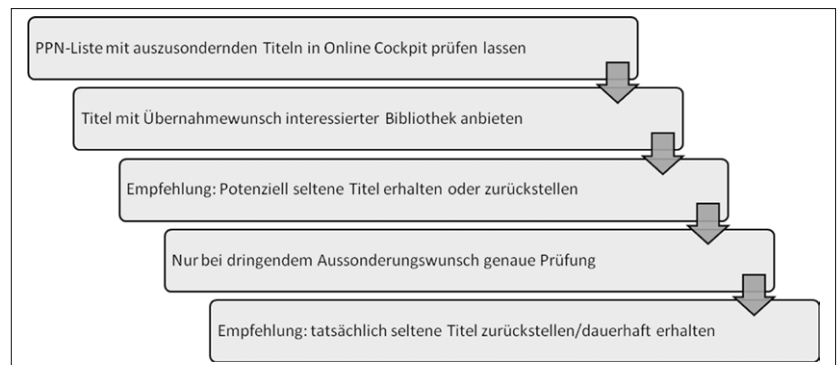 PPN-Liste mit auszusondernden Titeln in Online Cockpit prüfen lassen
Titel mit Übernahmewunsch interessierter Bibliothek anbieten
Empfehlung: Potenziell seltene Titel erhalten oder zurückstellen
Nur bei dringendem Aussonderungswunsch genaue Prüfung
Empfehlung: tatsächlich seltene Titel zurückstellen/dauerhaft erhalten